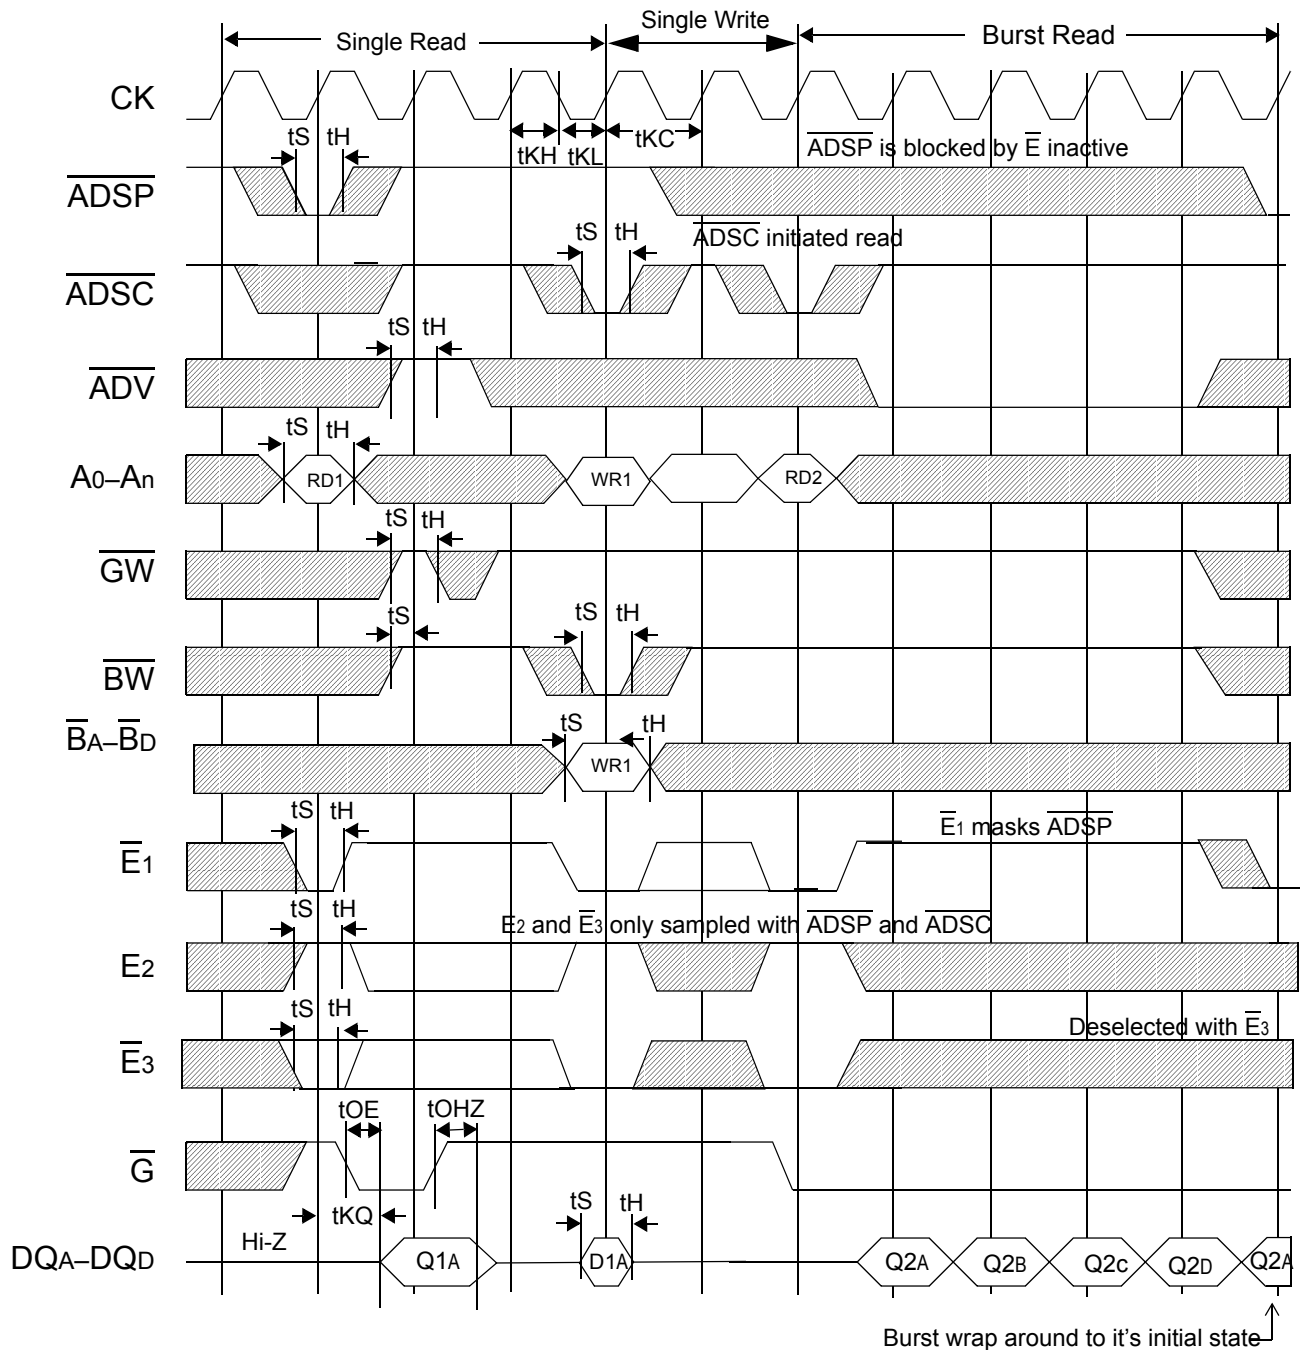 Single Read
Single Write
Burst Read
CK
tKH
tKL
tKC
ADSP is blocked by E inactive
tS
tH
ADSP
tS
tH
ADSC initiated read
ADSC
tS
tH
ADV
tS
tH
A0–An
RD1
WR1
RD2
tS
tH
GW
tS
tS
tH
BW
BA–BD
tS
tH
WR1
tS
tH
E1 masks ADSP
E1
tS
tH
E2 and E3 only sampled with ADSP and ADSC
E2
tS
tH
Deselected with E3
E3
tOE
tOHZ
G
tKQ
tS
tH
Hi-Z
DQA–DQD
Q1A
D1A
Q2A
Q2B
Q2c
Q2D
Q2A
Burst wrap around to it's initial state